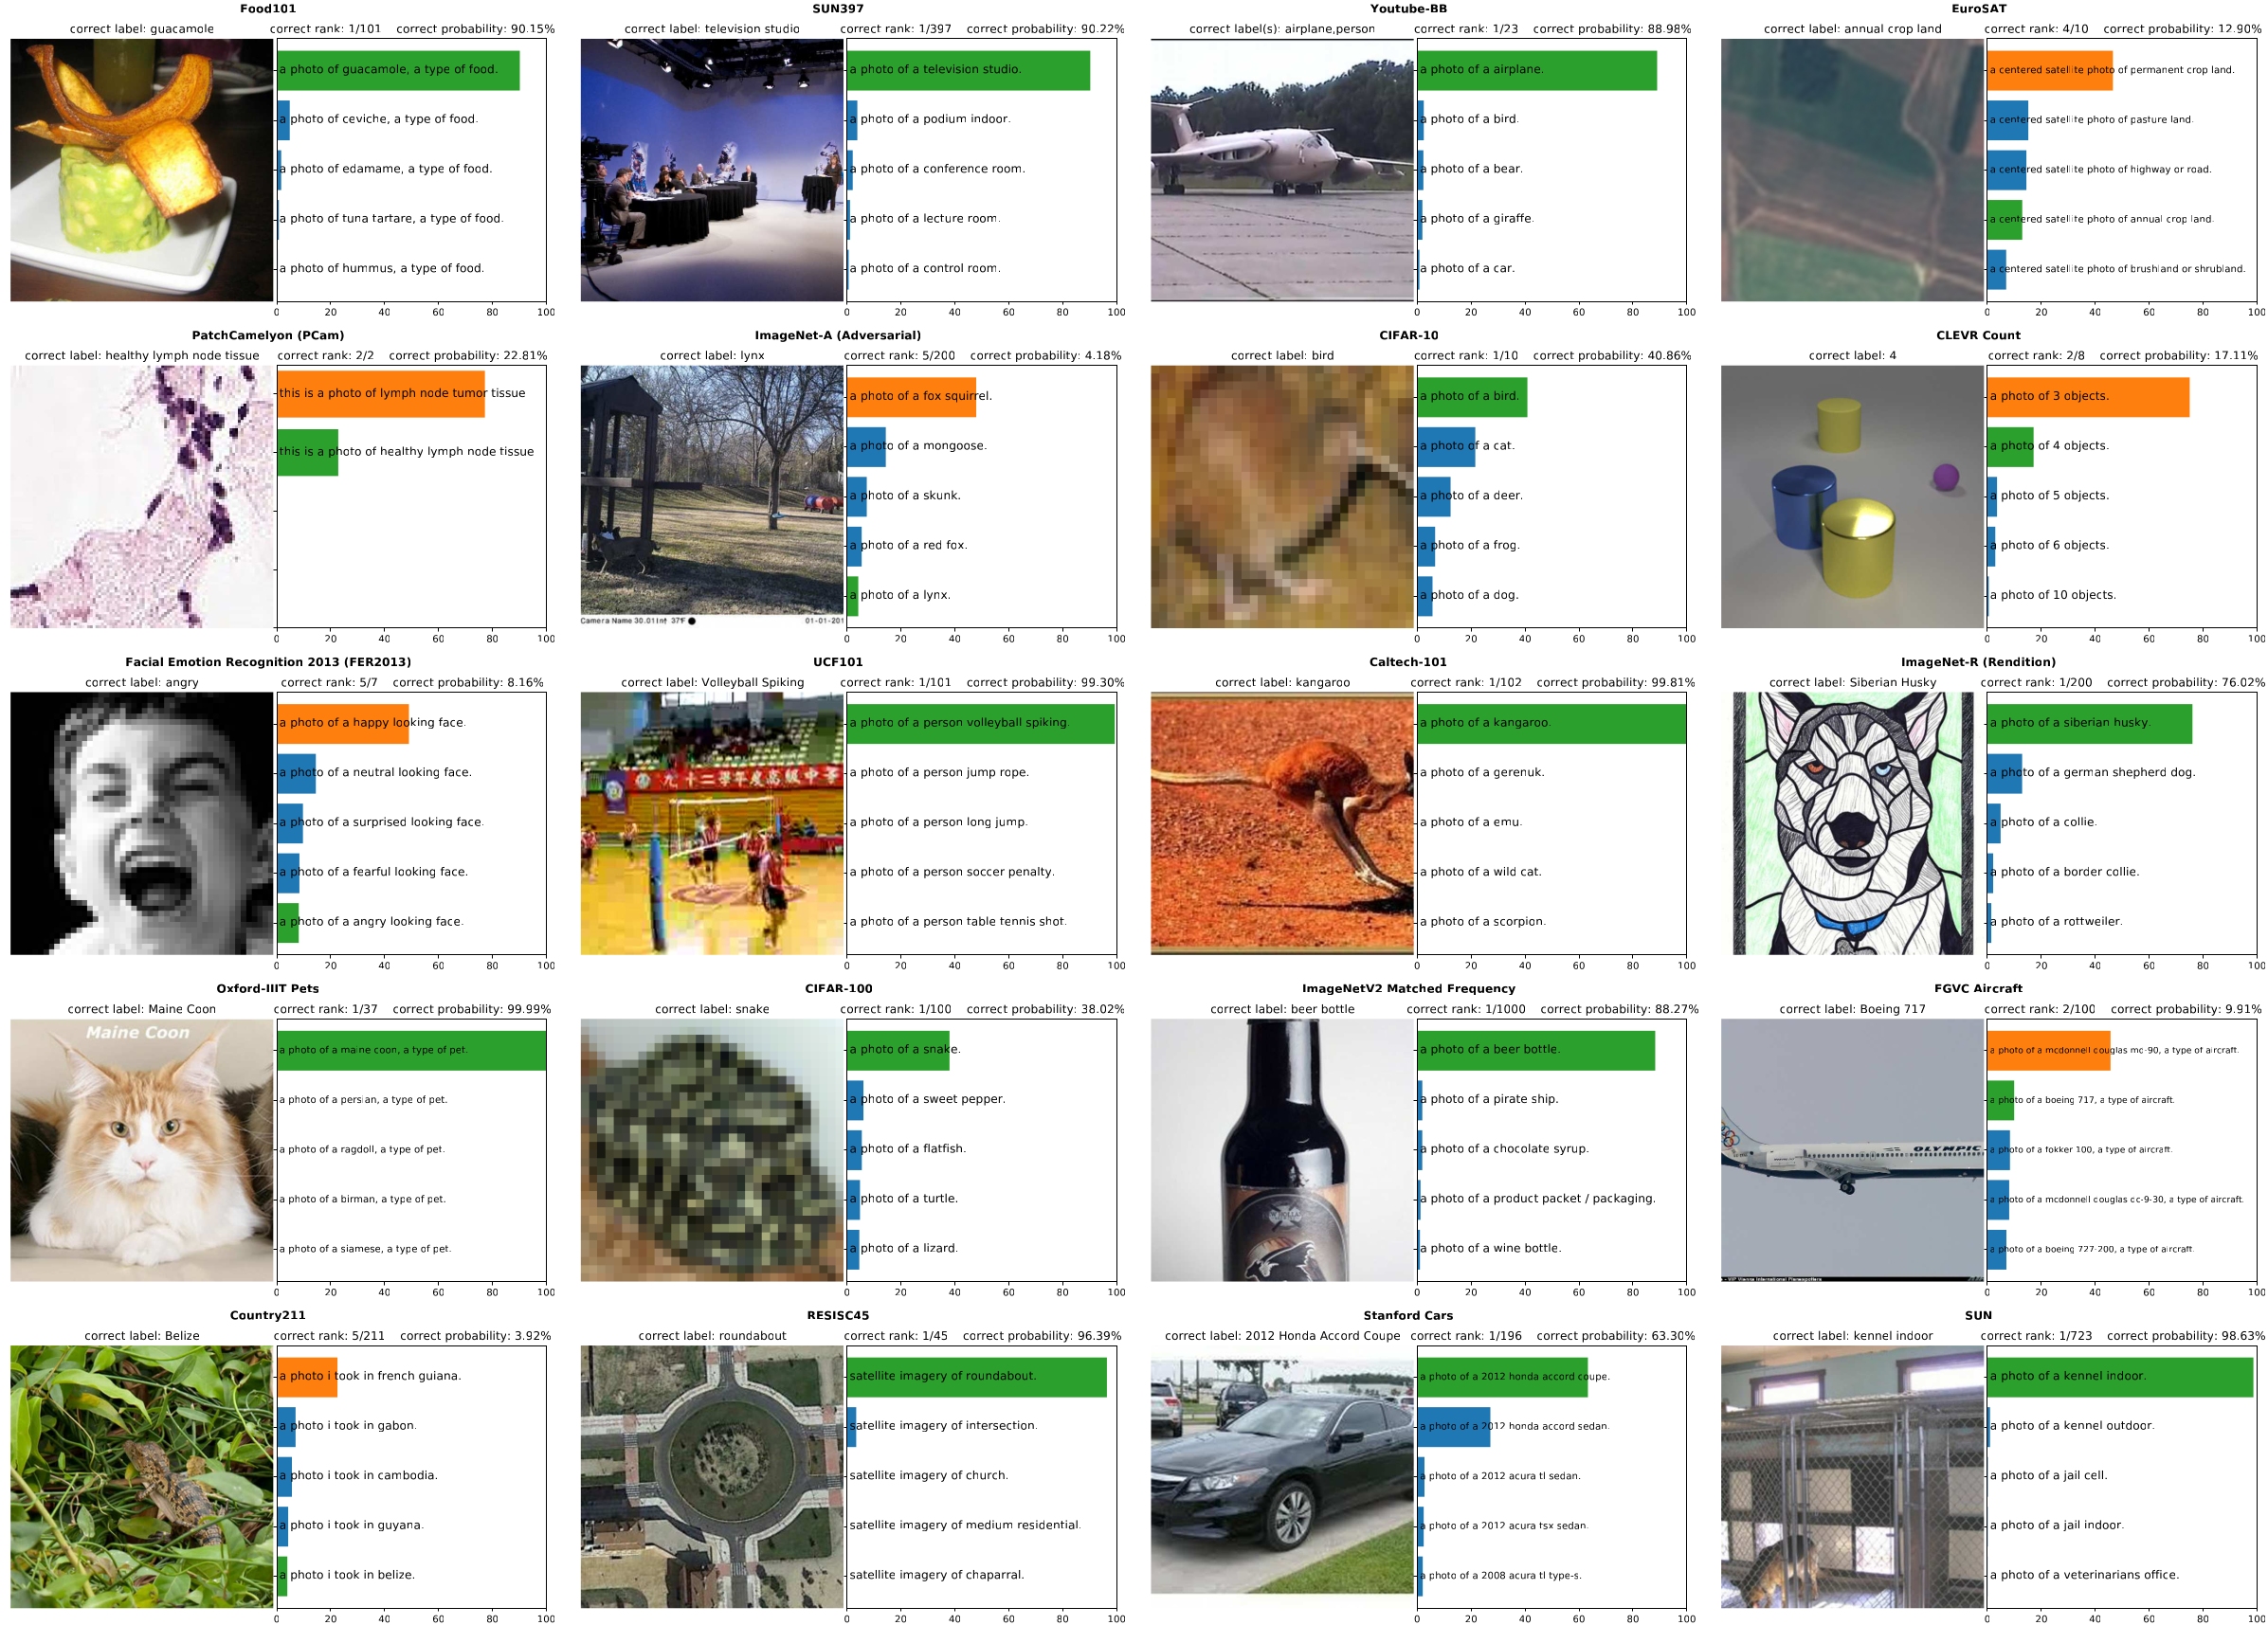 Food101
correct label: guacamole correct rank: 1/101 correct probability: 90.15%
a photo of guacamole, a type of food.
a photo of ceviche, a type of food.
a photo of edamame, a type of food.
a photo of tuna tartare, a type of food.
a photo of hummus, a type of food.
0 20 40 60 80 100
SUN397
correct label: television studio correct rank: 1/397 correct probability: 90.22%
a photo of a television studio.
a photo of a podium indoor.
a photo of a conference room.
a photo of a lecture room.
a photo of a control room.
0 20 40 60 80 100
Youtube-BB
correct label(s): airplane,person correct rank: 1/23 correct probability: 88.98%
a photo of a airplane.
a photo of a bird.
a photo of a bear.
a photo of a giraffe.
a photo of a car.
0 20 40 60 80 100
EuroSAT
correct label: annual crop land correct rank: 4/10 correct probability: 12.90%
a centered satellite photo of permanent crop land.
a centered satellite photo of pasture land.
a centered satellite photo of highway or road.
a centered satellite photo of annual crop land.
a centered satellite photo of brushland or shrubland.
0 20 40 60 80 100
PatchCamelyon (PCam)
correct label: healthy lymph node tissue correct rank: 2/2 correct probability: 22.81%
this is a photo of lymph node tumor tissue
this is a photo of healthy lymph node tissue
0 20 40 60 80 100
ImageNet-A (Adversarial)
correct label: lynx correct rank: 5/200 correct probability: 4.18%
a photo of a fox squirrel.
a photo of a mongoose.
a photo of a skunk.
a photo of a red fox.
a photo of a lynx.
Camera Name 30.01in↑ 37°F ● 01-01-201
0 20 40 60 80 100
CIFAR-10
correct label: bird correct rank: 1/10 correct probability: 40.86%
a photo of a bird.
a photo of a cat.
a photo of a deer.
a photo of a frog.
a photo of a dog.
0 20 40 60 80 100
CLEVR Count
correct label: 4 correct rank: 2/8 correct probability: 17.11%
a photo of 3 objects.
a photo of 4 objects.
a photo of 5 objects.
a photo of 6 objects.
a photo of 10 objects.
0 20 40 60 80 100
Facial Emotion Recognition 2013 (FER2013)
correct label: angry correct rank: 5/7 correct probability: 8.16%
a photo of a happy looking face.
a photo of a neutral looking face.
a photo of a surprised looking face.
a photo of a fearful looking face.
a photo of a angry looking face.
0 20 40 60 80 100
UCF101
correct label: Volleyball Spiking correct rank: 1/101 correct probability: 99.30%
九十二學年度高級中等
a photo of a person volleyball spiking.
a photo of a person jump rope.
a photo of a person long jump.
a photo of a person soccer penalty.
a photo of a person table tennis shot.
0 20 40 60 80 100
Caltech-101
correct label: kangaroo correct rank: 1/102 correct probability: 99.81%
a photo of a kangaroo.
a photo of a gerenuk.
a photo of a emu.
a photo of a wild cat.
a photo of a scorpion.
0 20 40 60 80 100
ImageNet-R (Rendition)
correct label: Siberian Husky correct rank: 1/200 correct probability: 76.02%
a photo of a siberian husky.
a photo of a german shepherd dog.
a photo of a collie.
a photo of a border collie.
a photo of a rottweiler.
0 20 40 60 80 100
Oxford-IIIT Pets
correct label: Maine Coon correct rank: 1/37 correct probability: 99.99%
Maine Coon
a photo of a maine coon, a type of pet.
a photo of a persian, a type of pet.
a photo of a ragdoll, a type of pet.
a photo of a birman, a type of pet.
a photo of a siamese, a type of pet.
0 20 40 60 80 100
CIFAR-100
correct label: snake correct rank: 1/100 correct probability: 38.02%
a photo of a snake.
a photo of a sweet pepper.
a photo of a flatfish.
a photo of a turtle.
a photo of a lizard.
0 20 40 60 80 100
ImageNetV2 Matched Frequency
correct label: beer bottle correct rank: 1/1000 correct probability: 88.27%
a photo of a beer bottle.
a photo of a pirate ship.
a photo of a chocolate syrup.
a photo of a product packet / packaging.
a photo of a wine bottle.
0 20 40 60 80 100
FGVC Aircraft
correct label: Boeing 717 correct rank: 2/100 correct probability: 9.91%
OLYMPIC
a photo of a mcdonnell douglas md-90, a type of aircraft.
a photo of a boeing 717, a type of aircraft.
a photo of a fokker 100, a type of aircraft.
a photo of a mcdonnell douglas dc-9-30, a type of aircraft.
a photo of a boeing 727-200, a type of aircraft.
- VIP Vienna International Planespotters
0 20 40 60 80 100
Country211
correct label: Belize correct rank: 5/211 correct probability: 3.92%
a photo i took in french guiana.
a photo i took in gabon.
a photo i took in cambodia.
a photo i took in guyana.
a photo i took in belize.
0 20 40 60 80 100
RESISC45
correct label: roundabout correct rank: 1/45 correct probability: 96.39%
satellite imagery of roundabout.
satellite imagery of intersection.
satellite imagery of church.
satellite imagery of medium residential.
satellite imagery of chaparral.
0 20 40 60 80 100
Stanford Cars
correct label: 2012 Honda Accord Coupe correct rank: 1/196 correct probability: 63.30%
a photo of a 2012 honda accord coupe.
a photo of a 2012 honda accord sedan.
a photo of a 2012 acura tl sedan.
a photo of a 2012 acura tsx sedan.
a photo of a 2008 acura tl type-s.
0 20 40 60 80 100
SUN
correct label: kennel indoor correct rank: 1/723 correct probability: 98.63%
a photo of a kennel indoor.
a photo of a kennel outdoor.
a photo of a jail cell.
a photo of a jail indoor.
a photo of a veterinarians office.
0 20 40 60 80 100